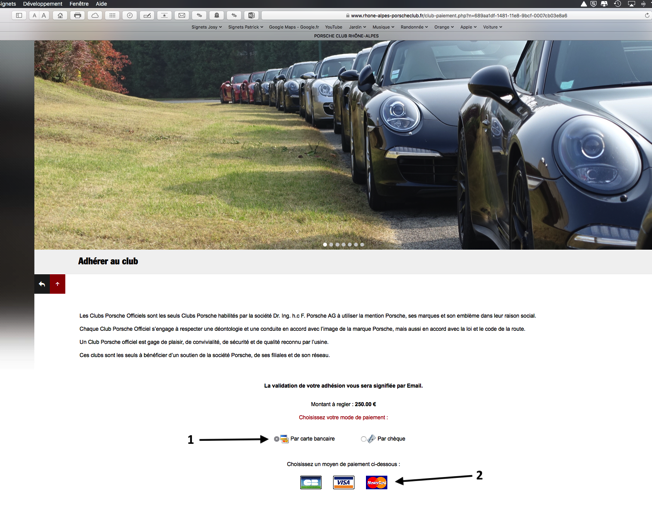 Signets Développement Fenêtre Aide
A A
www.rhone-alpes-porscheclub.fr
Signets Joey Signets Patrick Google Maps - Google.fr YouTube Jardin Musique Randonnée Orange Apple Voiture
PORSCHE CLUB RHÔNE-ALPES
Adhérer au club
Les Clubs Porsche Officiels sont les seuls Clubs Porsche habilités par la société Dr. Ing. h.c F. Porsche AG à utiliser la mention Porsche, ses marques et son emblème dans leur raison social.
Chaque Club Porsche Officiel s'engage à respecter une déontologie et une conduite en accord avec l'image de la marque Porsche, mais aussi en accord avec la loi et le code de la route.
Un Club Porsche officiel est gage de plaisir, de convivialité, de sécurité et de qualité reconnu par l'usine.
Ces clubs sont les seuls à bénéficier d'un soutien de la société Porsche, de ses filiales et de son réseau.
La validation de votre adhésion vous sera signifiée par Email.
Montant à regler : 250.00 €
Choisissez votre mode de paiement :
1 Par carte bancaire Par chèque
Choisissez un moyen de paiement ci-dessous :
CB VISA MasterCard 2